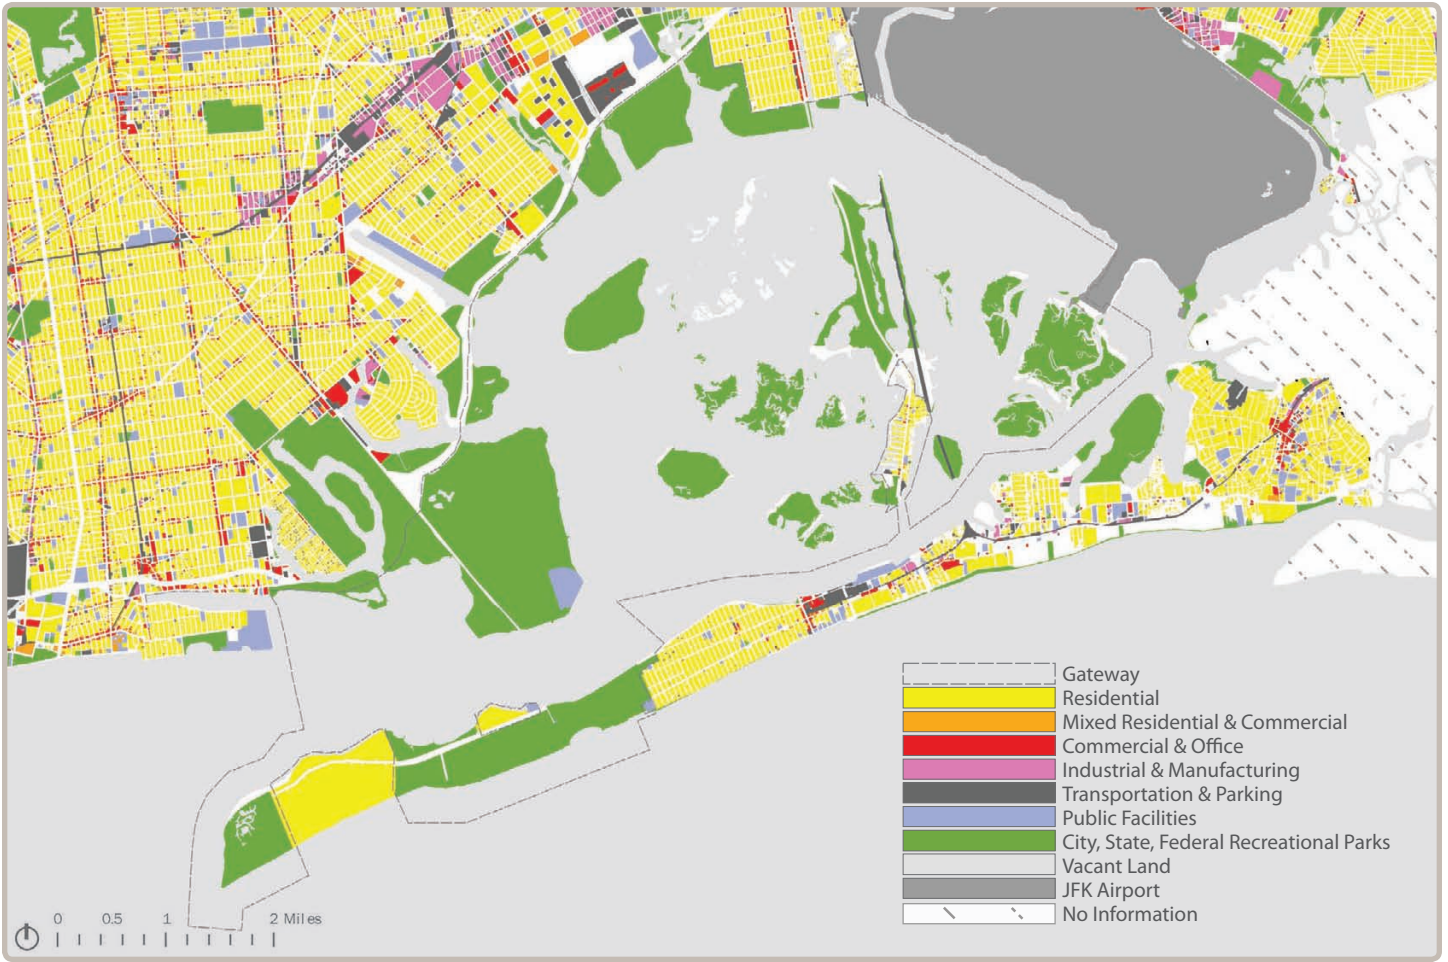 Gateway
Residential
Mixed Residential & Commercial
Commercial & Office
Industrial & Manufacturing
Transportation & Parking
Public Facilities
City, State, Federal Recreational Parks
Vacant Land
JFK Airport
No Information
0 0.5 1 2 Miles